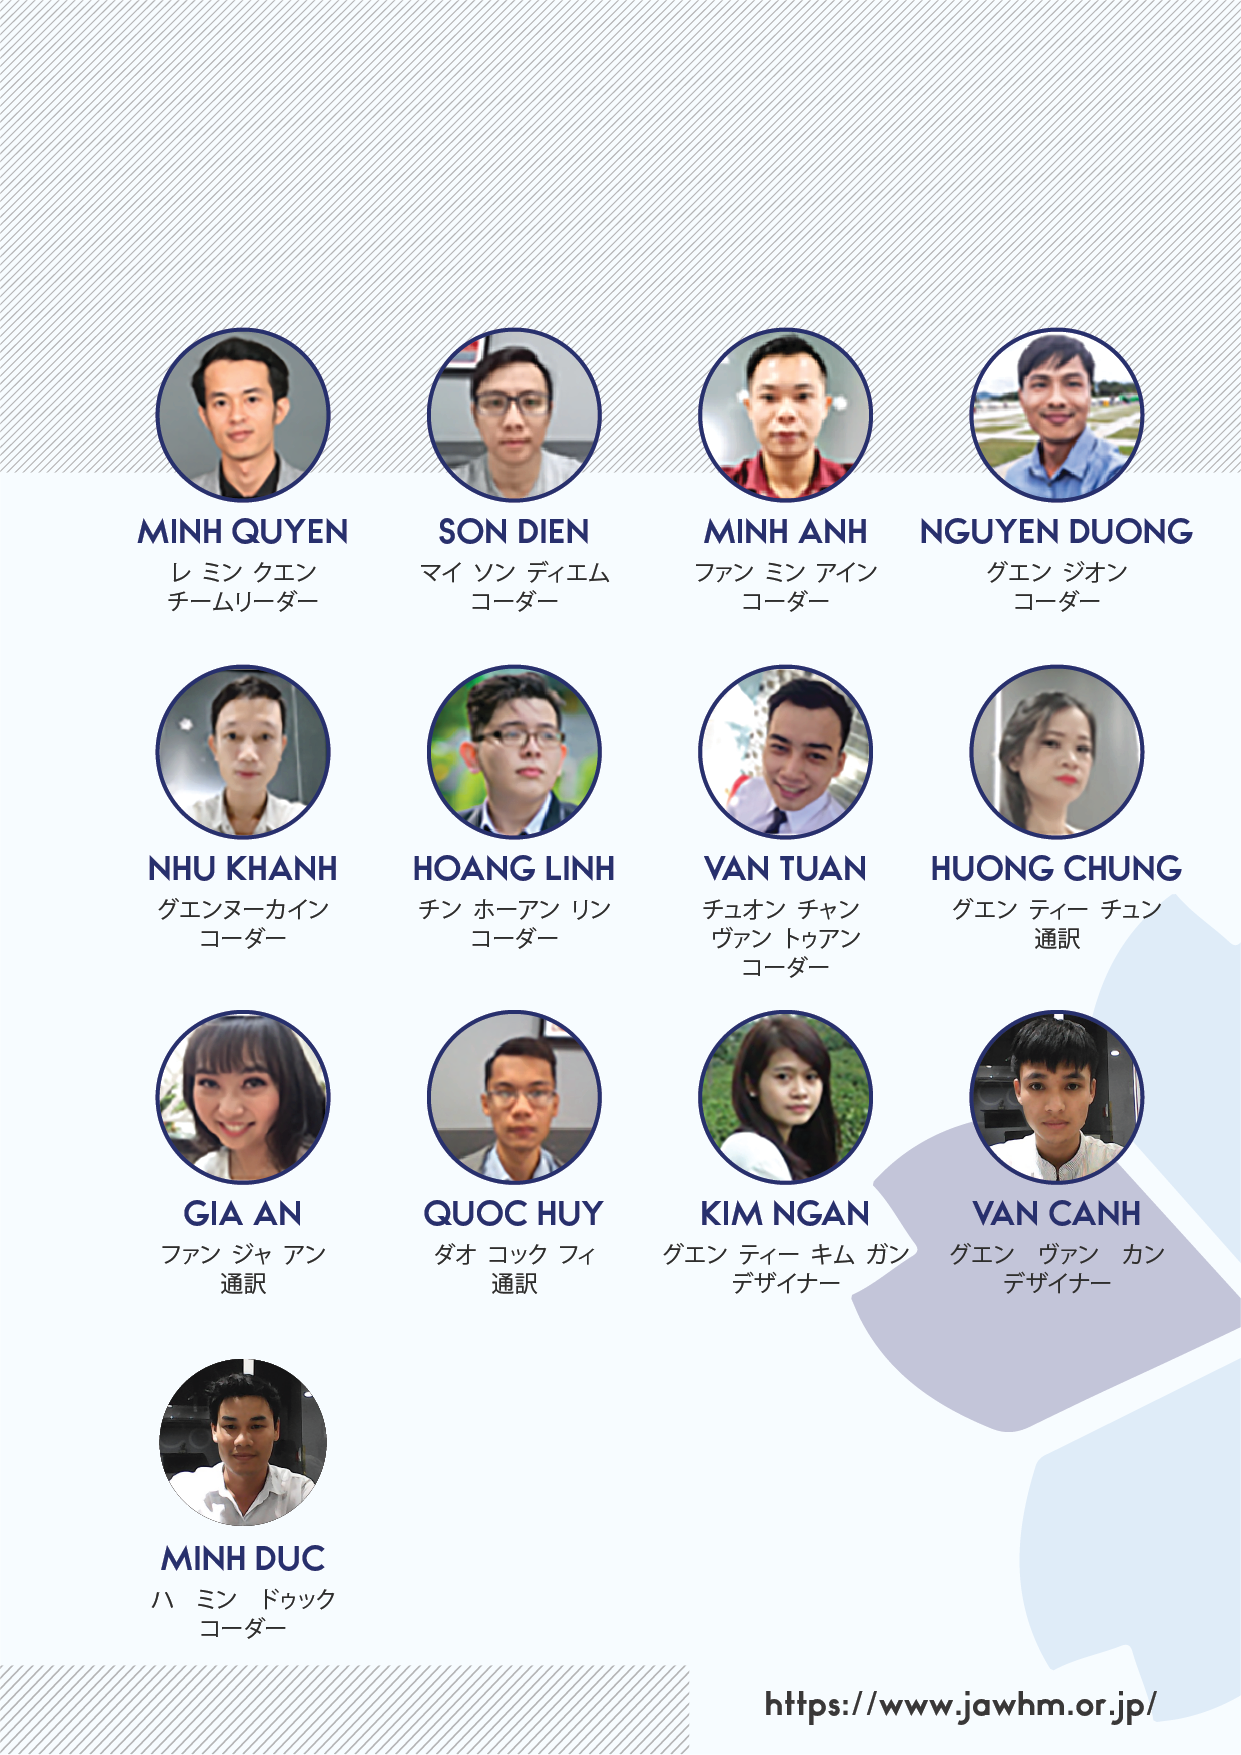 MINH QUYEN
レ ミン クエン
チームリーダー
SON DIEN
マイ ソン ディエム
コーダー
MINH ANH
ファン ミン アイン
コーダー
NGUYEN DUONG
グエン ジオン
コーダー
NHU KHANH
グエンヌーカイン
コーダー
HOANG LINH
チン ホーアン リン
コーダー
VAN TUAN
チュオン チャン
ヴァン トゥアン
コーダー
HUONG CHUNG
グエン ティー チュン
通訳
GIA AN
ファン ジャ アン
通訳
QUOC HUY
ダオ コック フィ
通訳
KIM NGAN
グエン ティー キム ガン
デザイナー
VAN CANH
グエン　ヴァン　カン
デザイナー
MINH DUC
ハ　ミン　ドゥック
コーダー
https://www.jawhm.or.jp/